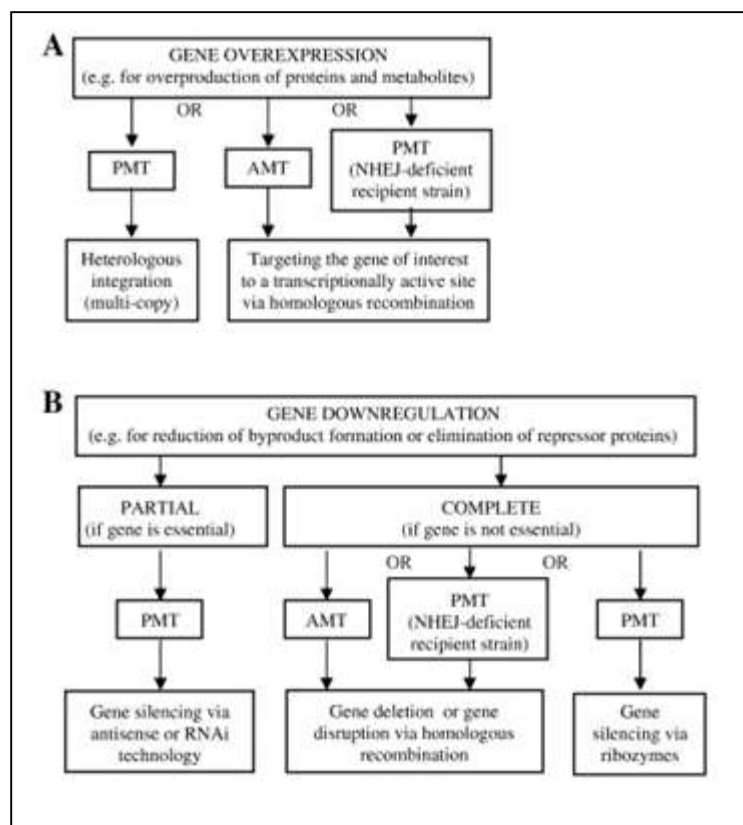 A
GENE OVEREXPRESSION
(e.g. for overproduction of proteins and metabolites)
OR
OR
PMT
AMT
PMT
(NHEJ-deficient
recipient strain)
Heterologous
integration
(multi-copy)
Targeting the gene of interest
to a transcriptionally active site
via homologous recombination
B
GENE DOWNREGULATION
(e.g. for reduction of byproduct formation or elimination of repressor proteins)
PARTIAL
(if gene is essential)
COMPLETE
(if gene is not essential)
OR
OR
PMT
AMT
PMT
(NHEJ-deficient
recipient strain)
PMT
Gene silencing via
antisense or RNAi
technology
Gene deletion or gene
disruption via homologous
recombination
Gene
silencing via
ribozymes